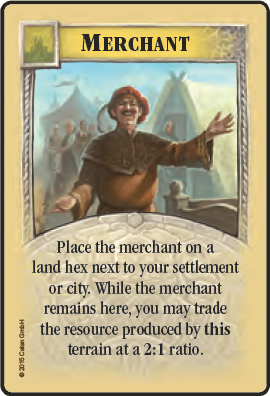 MERCHANT
Place the merchant on a
land hex next to your settlement
or city. While the merchant
remains here, you may trade
the resource produced by this
terrain at a 2:1 ratio.
© 2015 Catan GmbH